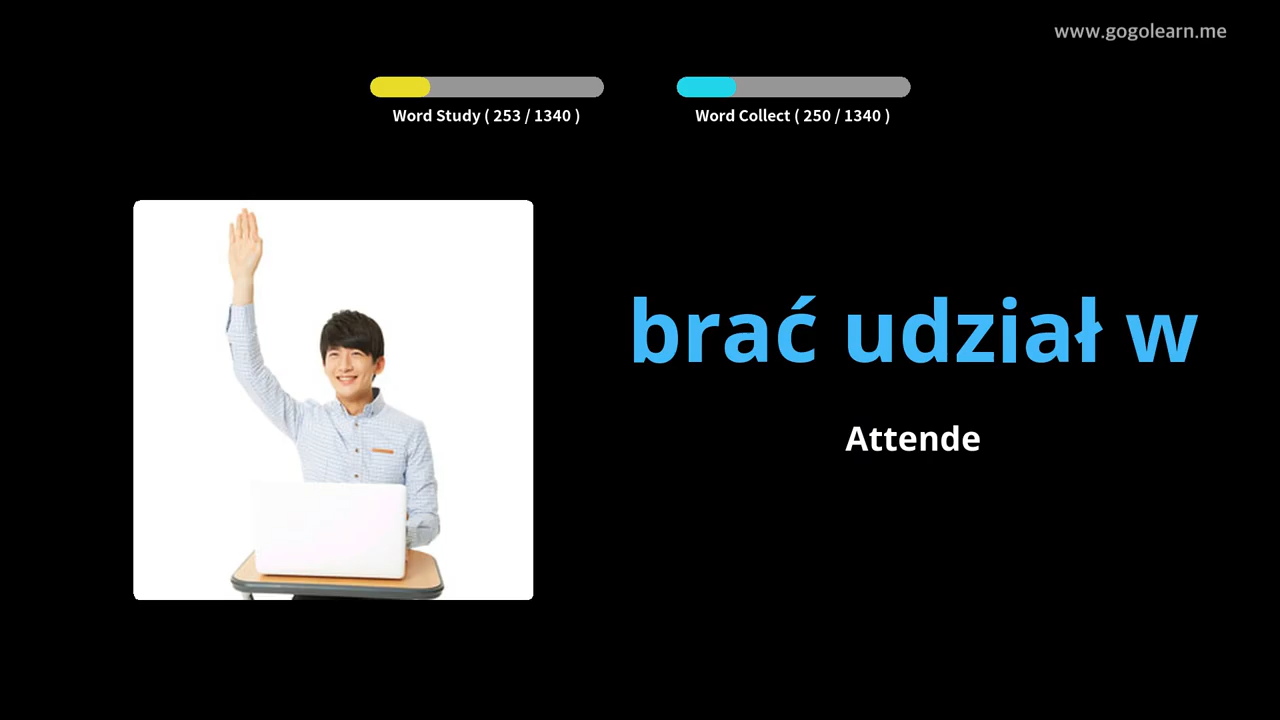 www.gogolearn.me
Word Study ( 253 / 1340 )
Word Collect ( 250 / 1340 )
brać udział w
Attende